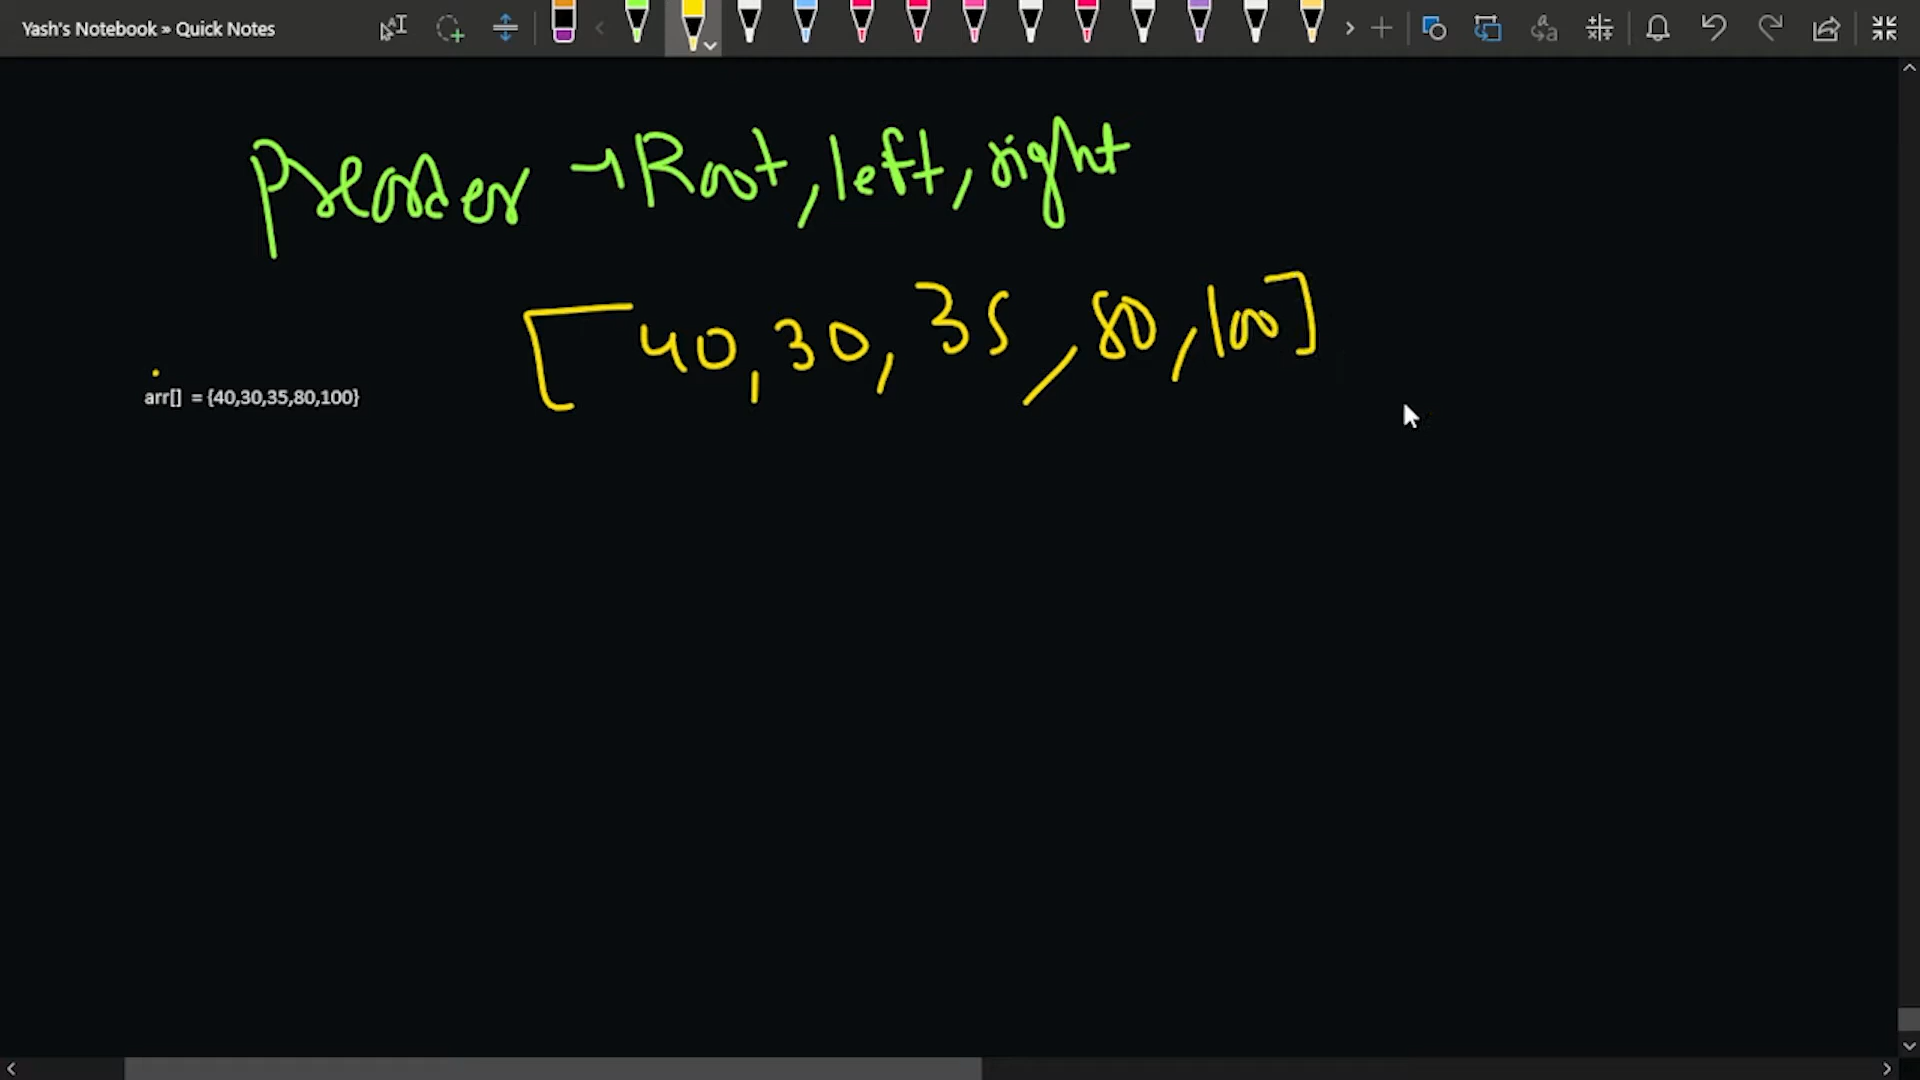 Yash's Notebook » Quick Notes
Preorder → Root, left, right
[40, 30, 35, 80, 100]
arr[] = {40,30,35,80,100}